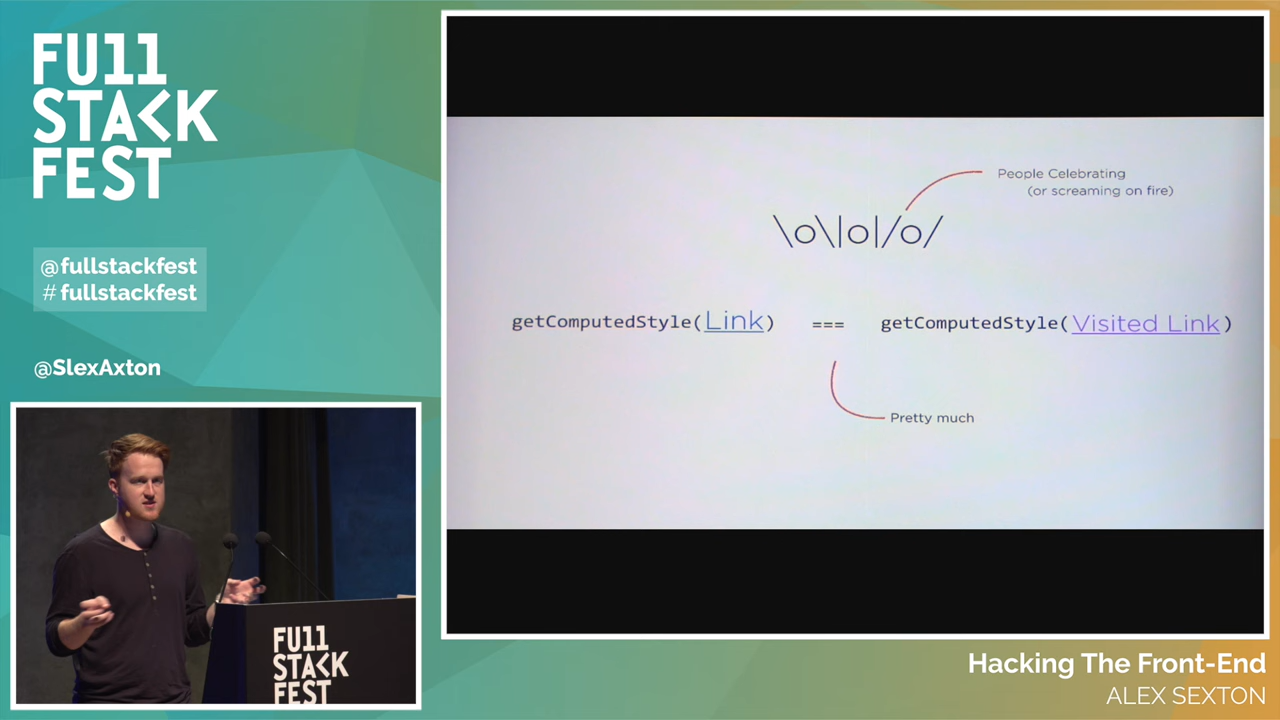 FU11
STACK
FEST
@fullstackfest
# fullstackfest
@SlexAxton
People Celebrating
(or screaming on fire)
\o\|o|/o/
getComputedStyle(Link) === getComputedStyle(Visited Link)
Pretty much
FU11
STACK
FEST
Hacking The Front-End
ALEX SEXTON